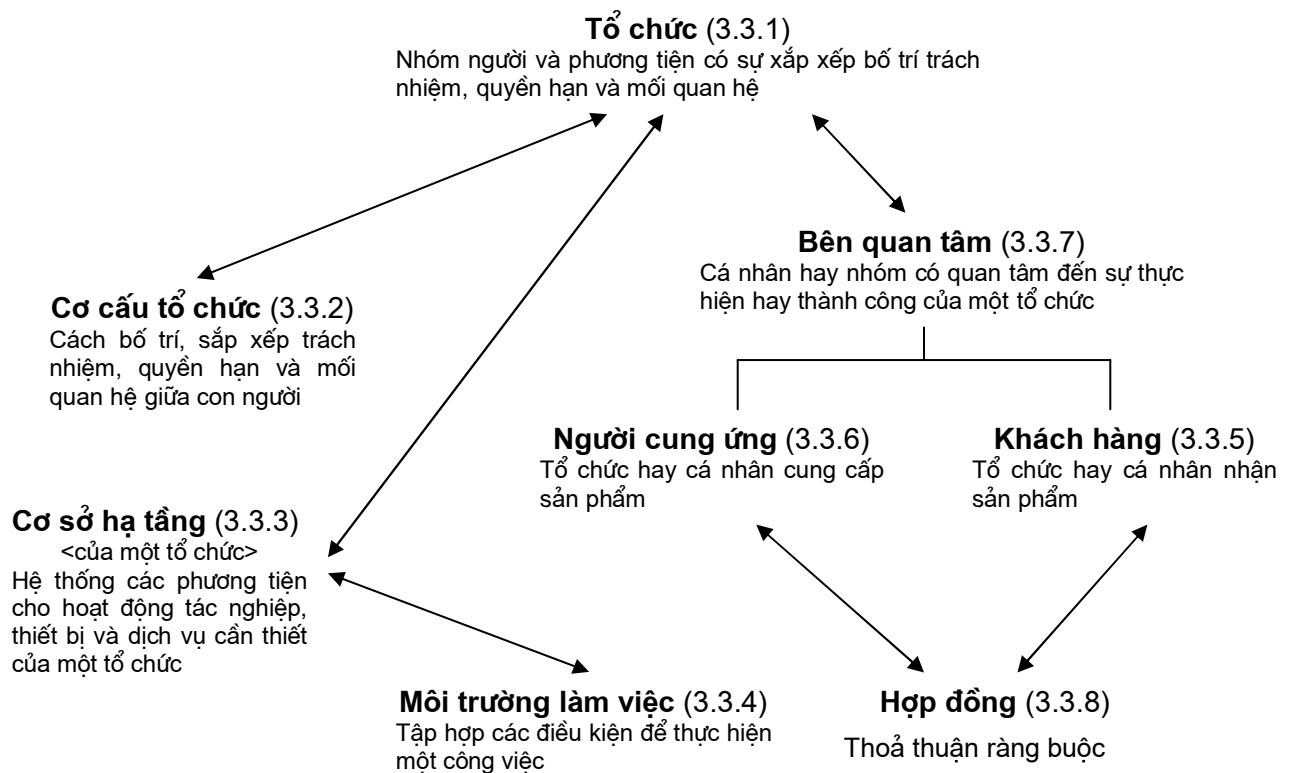 Tổ chức (3.3.1)
Nhóm người và phương tiện có sự xắp xếp bố trí trách
nhiệm, quyền hạn và mối quan hệ
Bên quan tâm (3.3.7)
Cá nhân hay nhóm có quan tâm đến sự thực
hiện hay thành công của một tổ chức
Cơ cấu tổ chức (3.3.2)
Cách bố trí, sắp xếp trách
nhiệm, quyền hạn và mối
quan hệ giữa con người
Người cung ứng (3.3.6)
Tổ chức hay cá nhân cung cấp
sản phẩm
Khách hàng (3.3.5)
Tổ chức hay cá nhân nhận
sản phẩm
Cơ sở hạ tầng (3.3.3)
<của một tổ chức>
Hệ thống các phương tiện
cho hoạt động tác nghiệp,
thiết bị và dịch vụ cần thiết
của một tổ chức
Môi trường làm việc (3.3.4)
Tập hợp các điều kiện để thực hiện
một công việc
Hợp đồng (3.3.8)
Thoả thuận ràng buộc